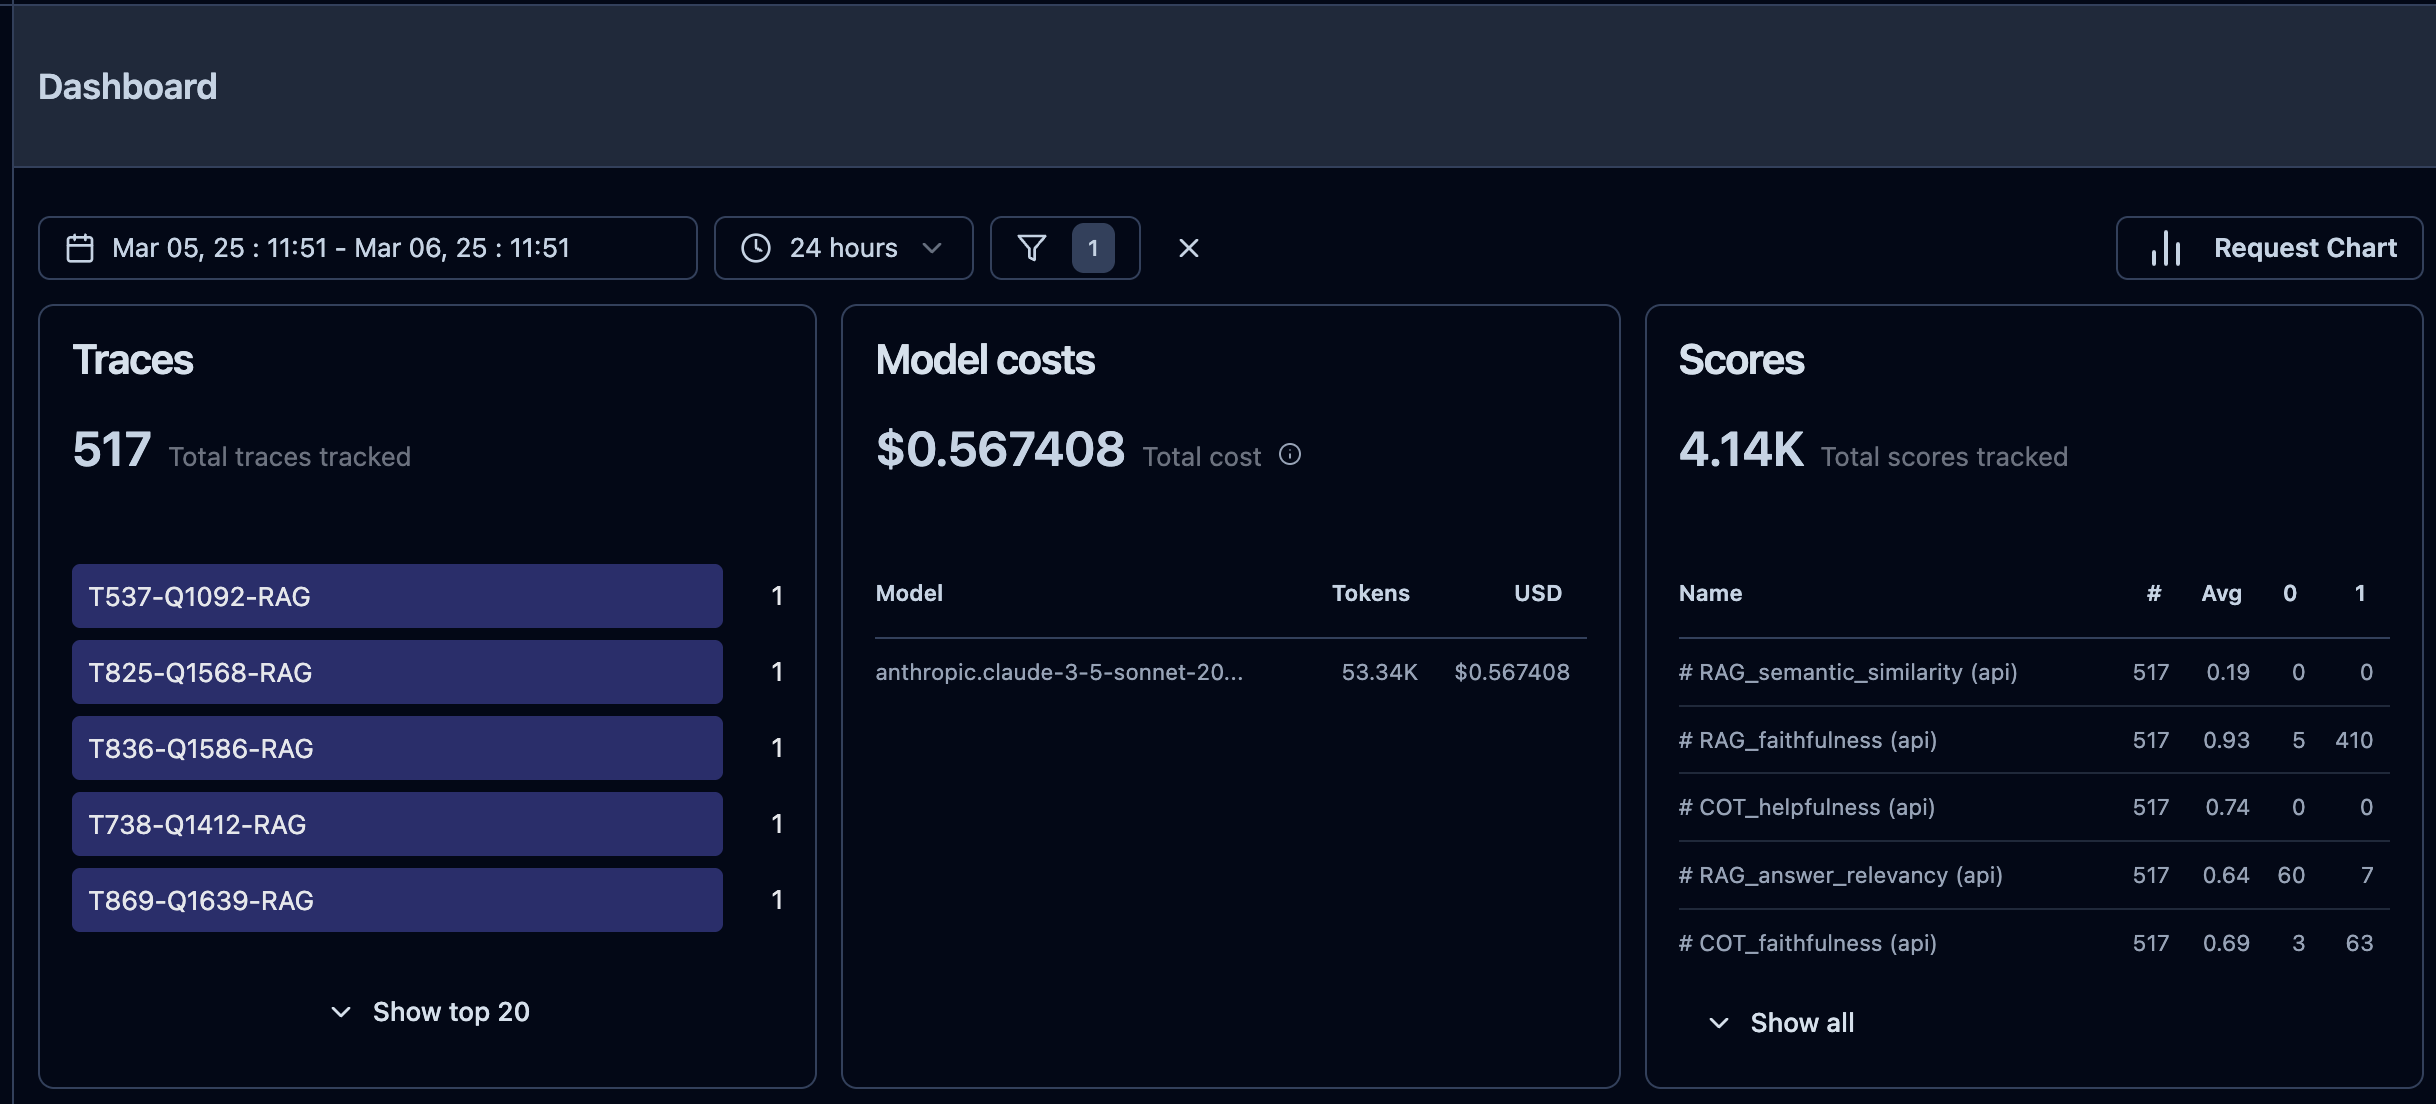 Dashboard
Mar 05, 25 : 11:51 - Mar 06, 25 : 11:51
24 hours
1
Request Chart
Traces
517 Total traces tracked
T537-Q1092-RAG 1
T825-Q1568-RAG 1
T836-Q1586-RAG 1
T738-Q1412-RAG 1
T869-Q1639-RAG 1
Show top 20
Model costs
$0.567408 Total cost
Model Tokens USD
anthropic.claude-3-5-sonnet-20... 53.34K $0.567408
Scores
4.14K Total scores tracked
Name # Avg 0 1
# RAG_semantic_similarity (api) 517 0.19 0 0
# RAG_faithfulness (api) 517 0.93 5 410
# COT_helpfulness (api) 517 0.74 0 0
# RAG_answer_relevancy (api) 517 0.64 60 7
# COT_faithfulness (api) 517 0.69 3 63
Show all